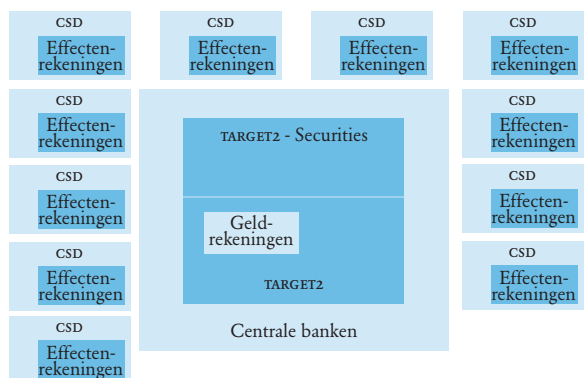 CSD
Effecten-
rekeningen
CSD
Effecten-
rekeningen
CSD
Effecten-
rekeningen
CSD
Effecten-
rekeningen
CSD
Effecten-
rekeningen
CSD
Effecten-
rekeningen
CSD
Effecten-
rekeningen
CSD
Effecten-
rekeningen
TARGET2 - Securities
Geld-
rekeningen
TARGET2
Centrale banken
CSD
Effecten-
rekeningen
CSD
Effecten-
rekeningen
CSD
Effecten-
rekeningen